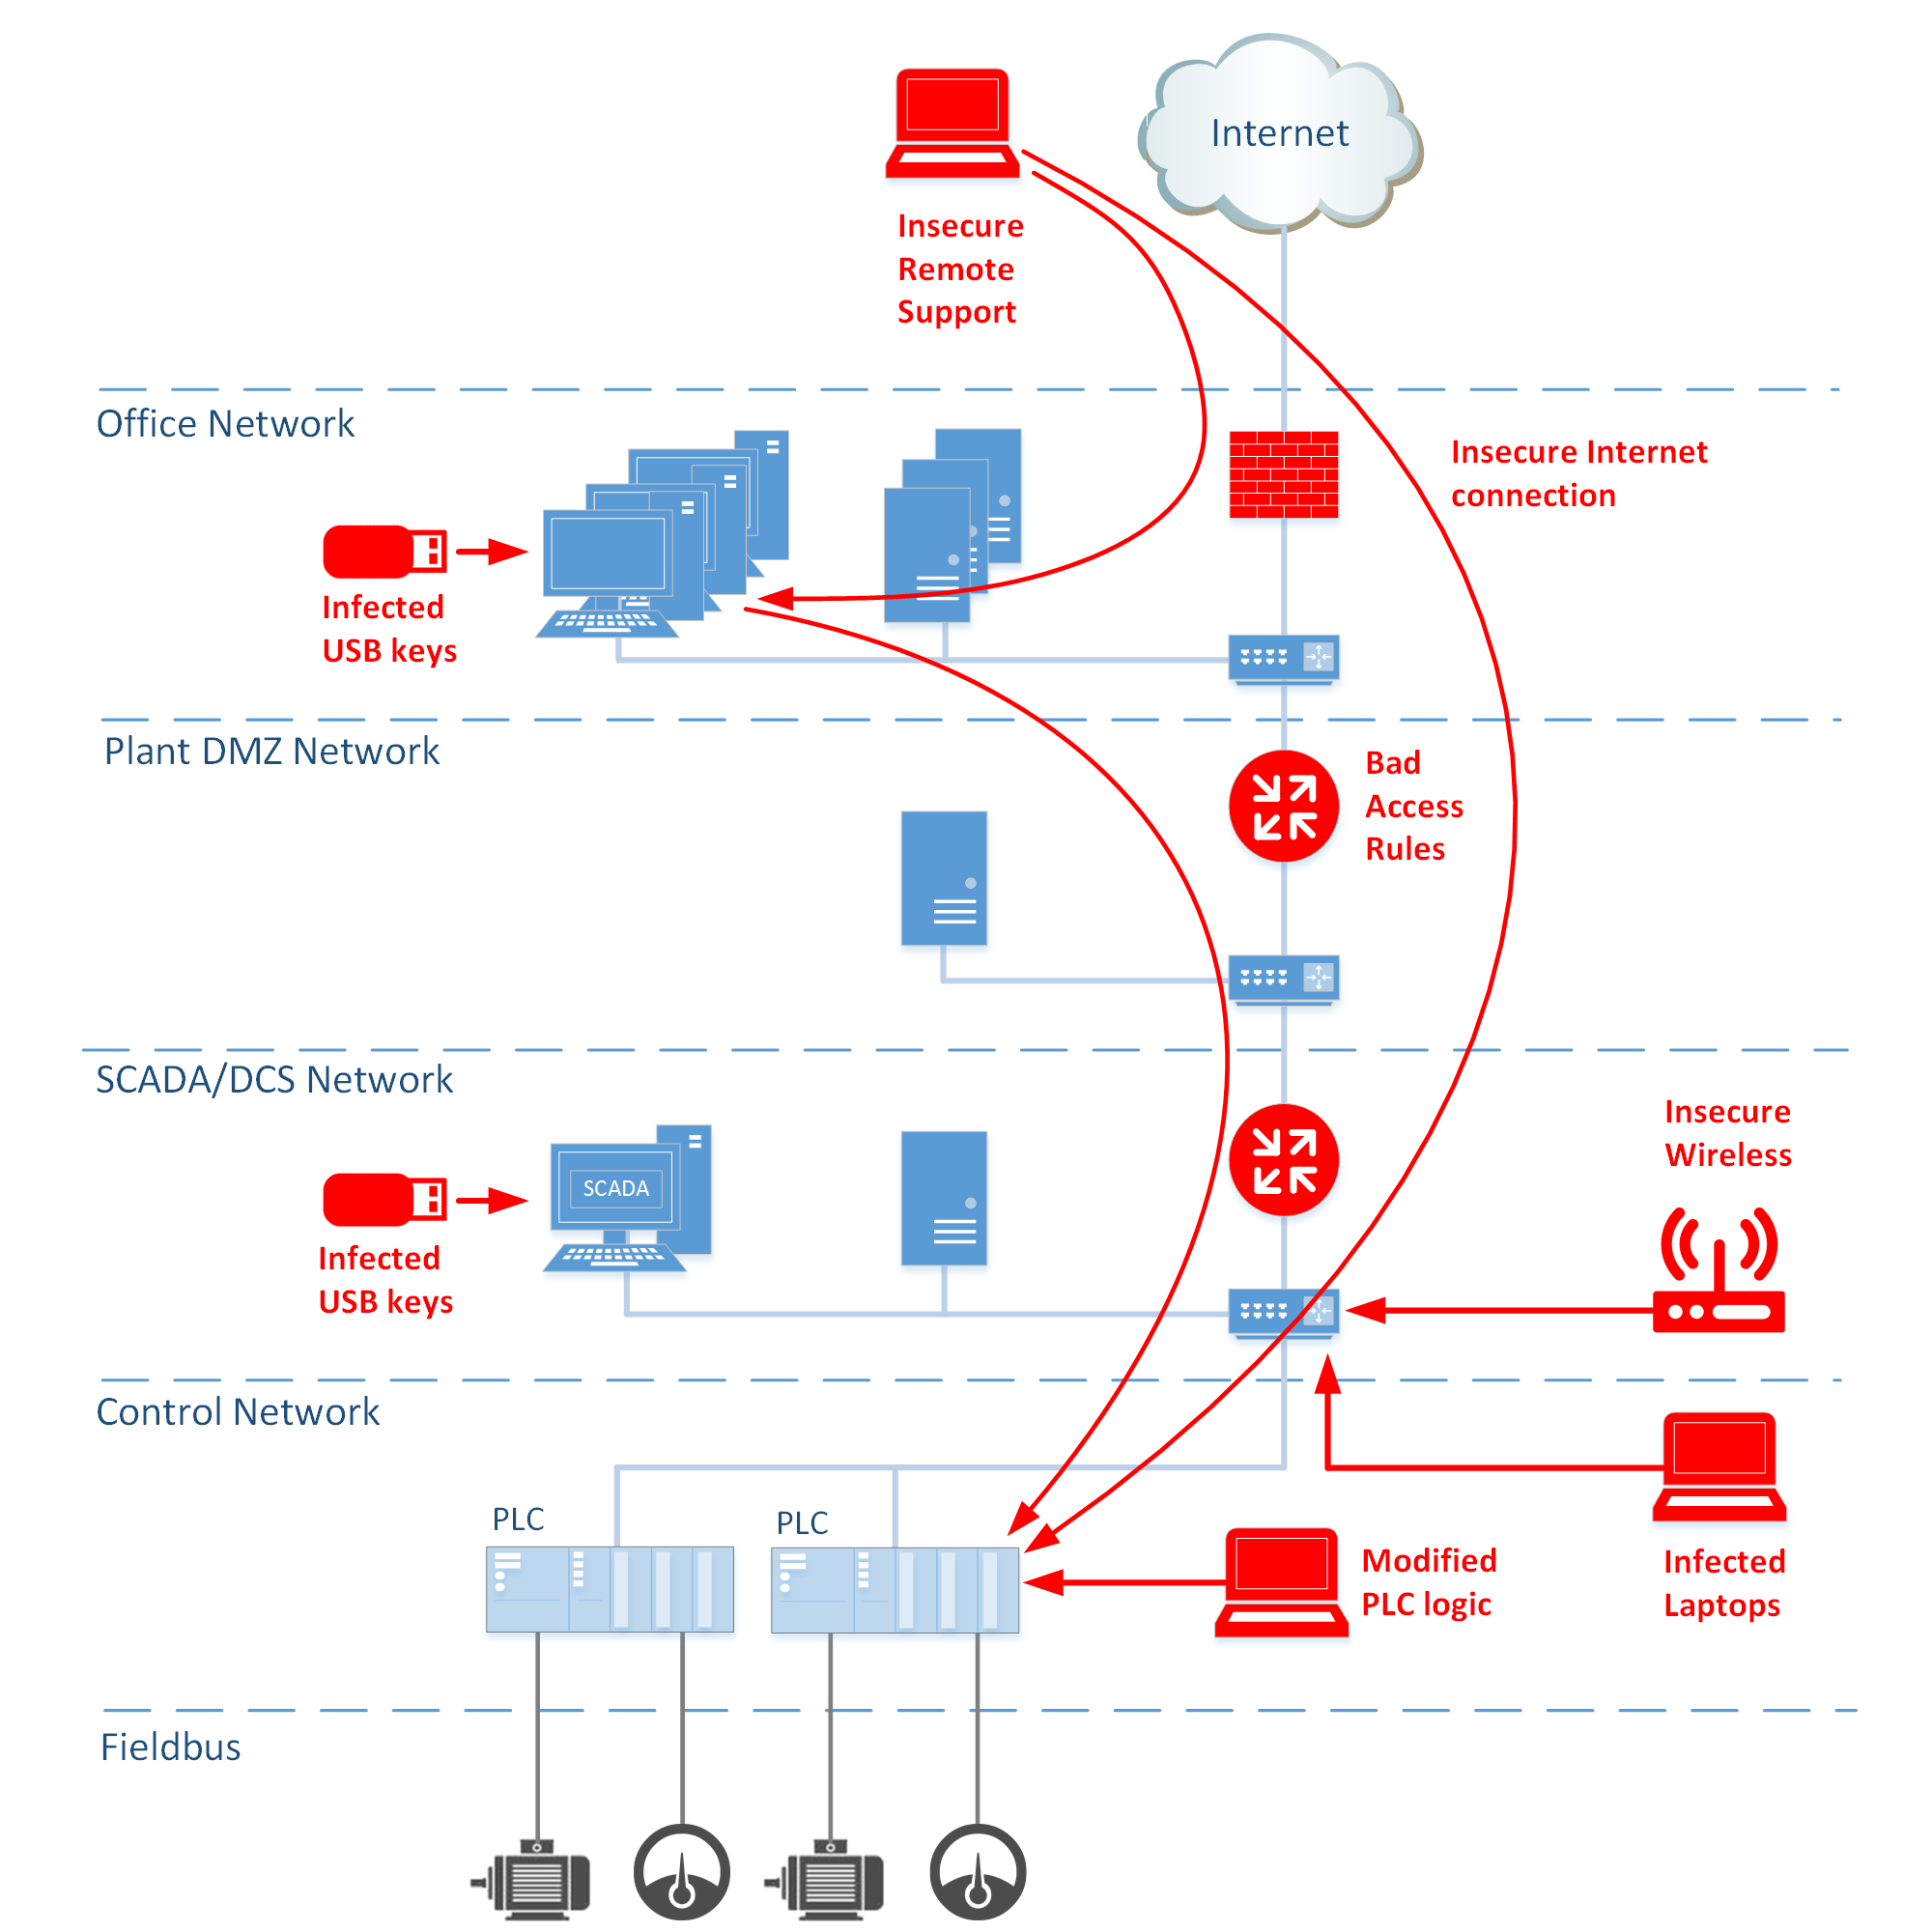 Internet
Insecure
Remote
Support
Office Network
Insecure Internet
connection
Infected
USB keys
Plant DMZ Network
Bad
Access
Rules
SCADA/DCS Network
Insecure
Wireless
SCADA
Infected
USB keys
Control Network
PLC
PLC
Modified
PLC logic
Infected
Laptops
Fieldbus